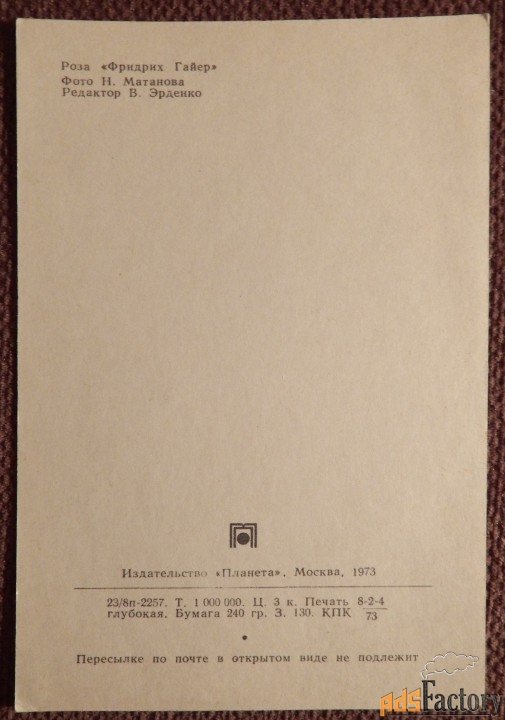 Роза «Фридрих Гайер»
Фото Н. Матанова
Редактор В. Эрденко
Издательство «Планета». Москва, 1973
23/8п-2257. Т. 1 000 000. Ц. 3 к. Печать 8-2-4
глубокая. Бумага 240 гр. З. 130. КПК 73
Пересылке по почте в открытом виде не подлежит
adsFactory